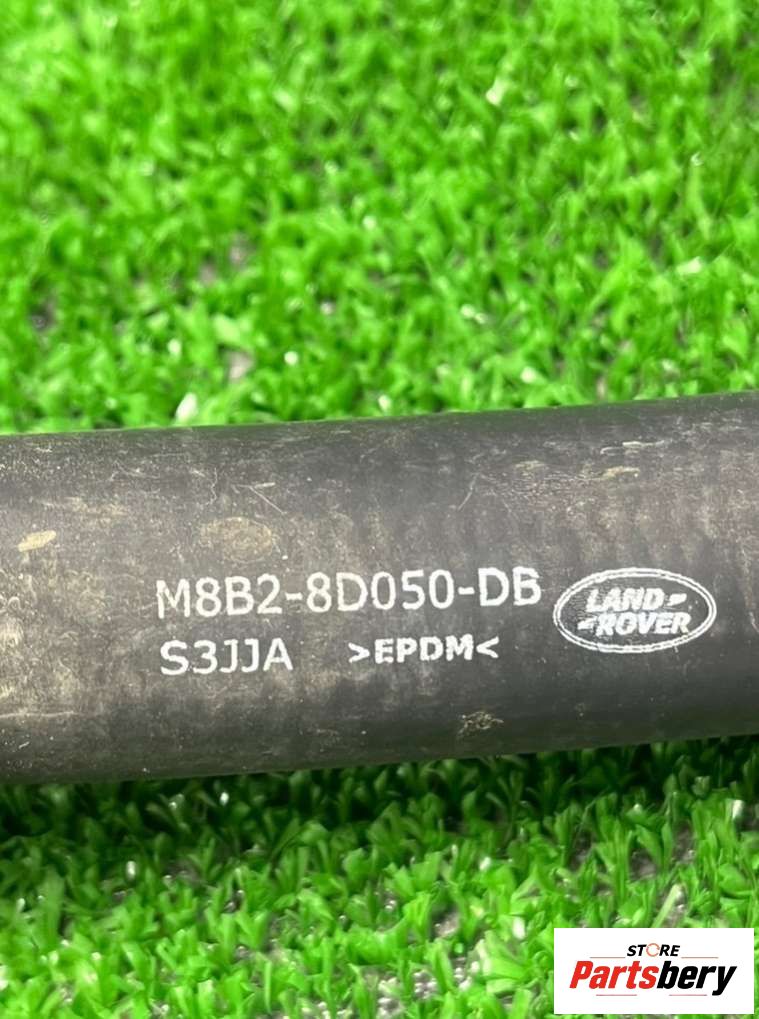 M8B2-8D050-DB
LAND
ROVER
S3JJA >EPDM<
STORE
Partsbery